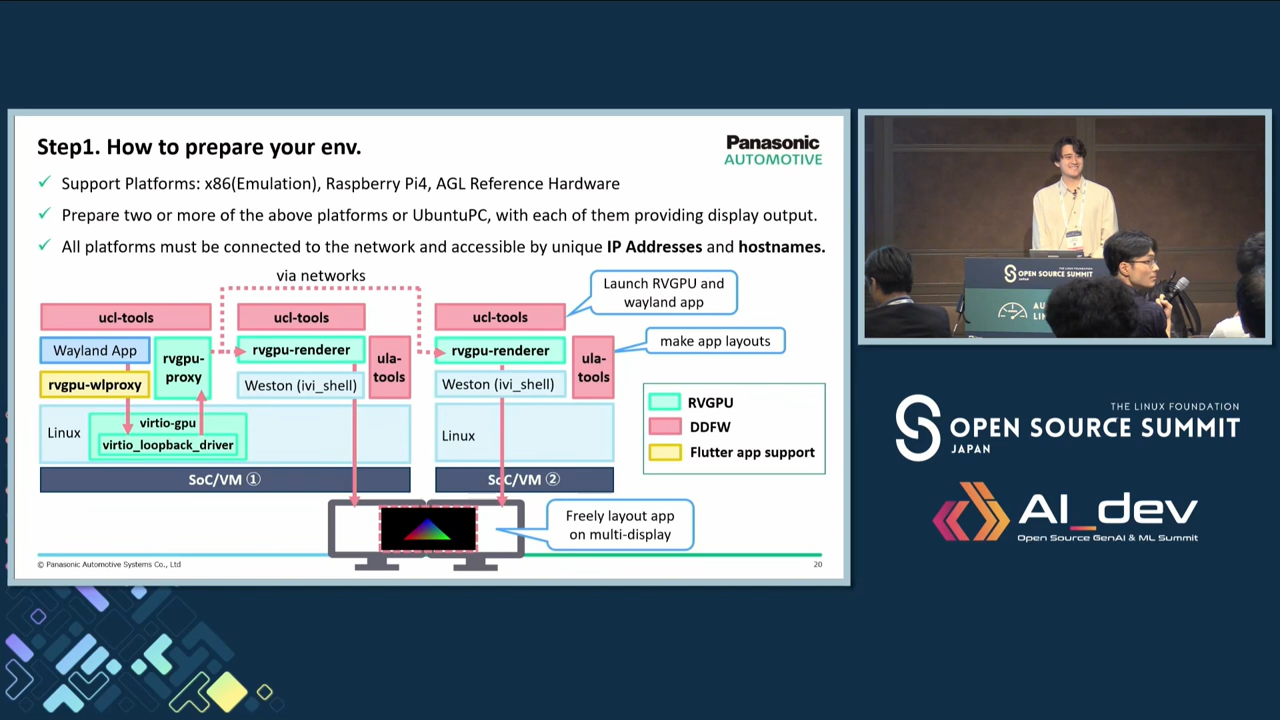 Step1. How to prepare your env.
Panasonic
AUTOMOTIVE
✓ Support Platforms: x86(Emulation), Raspberry Pi4, AGL Reference Hardware
✓ Prepare two or more of the above platforms or UbuntuPC, with each of them providing display output.
✓ All platforms must be connected to the network and accessible by unique IP Addresses and hostnames.
via networks
Launch RVGPU and
wayland app
ucl-tools
ucl-tools
ucl-tools
make app layouts
Wayland App
rvgpu-
proxy
rvgpu-renderer
rvgpu-renderer
ula-
tools
ula-
tools
rvgpu-wlproxy
Weston (ivi_shell)
Weston (ivi_shell)
RVGPU
DDFW
Flutter app support
Linux
virtio-gpu
virtio_loopback_driver
Linux
SoC/VM ①
SoC/VM ②
Freely layout app
on multi-display
© Panasonic Automotive Systems Co., Ltd
20
OPEN SOURCE SUMMIT
JAPAN
AU
LIN
THE LINUX FOUNDATION
OPEN SOURCE SUMMIT
JAPAN
AI_dev
Open Source GenAI & ML Summit